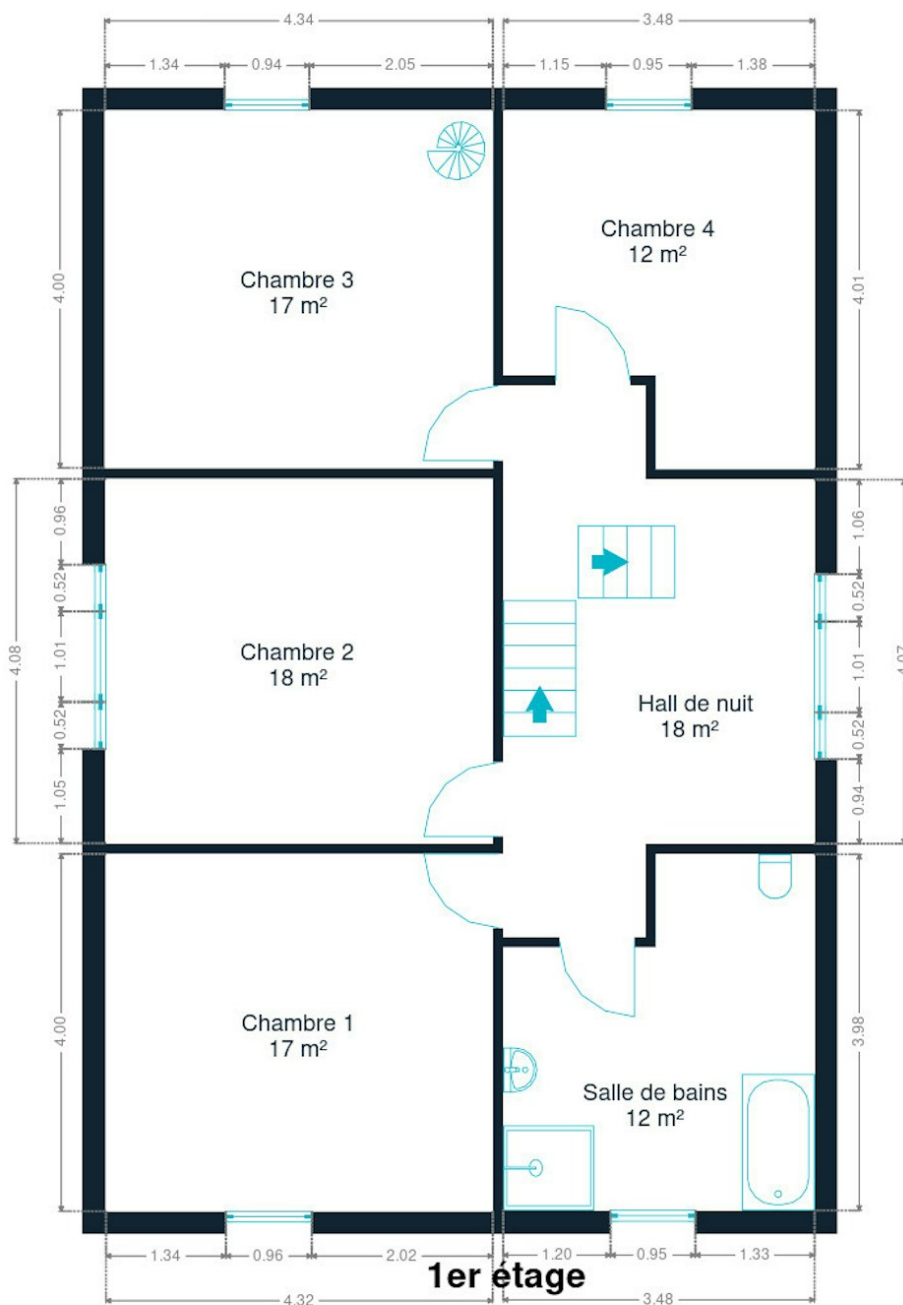 4.34
3.48
1.34
0.94
2.05
1.15
0.95
1.38
Chambre 4
12 m²
Chambre 3
17 m²
4.00
4.01
0.96
0.52
1.01
0.52
1.05
4.08
Chambre 2
18 m²
Hall de nuit
18 m²
1.06
0.52
1.01
0.52
0.94
4.07
Chambre 1
17 m²
4.00
3.98
Salle de bains
12 m²
1.34
0.96
2.02
1.20
0.95
1.33
1er étage
4.32
3.48